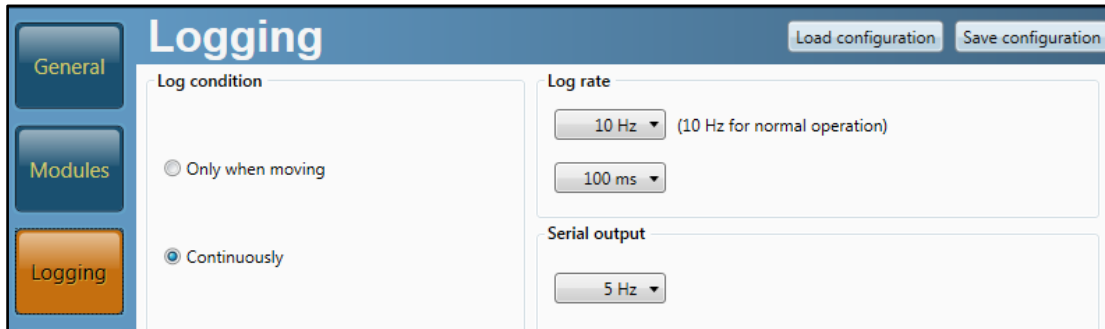 General
Modules
Logging
Logging
Load configuration
Save configuration
Log condition
Only when moving
Continuously
Log rate
10 Hz
(10 Hz for normal operation)
100 ms
Serial output
5 Hz